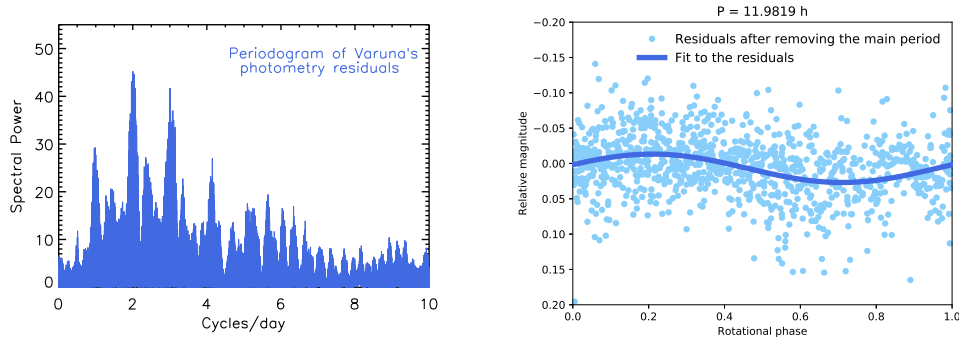 Periodogram of Varuna's
photometry residuals
Spectral Power
50
40
30
20
10
0
0 2 4 6 8 10
Cycles/day
P = 11.9819 h
Residuals after removing the main period
Fit to the residuals
Relative magnitude
−0.20
−0.15
−0.10
−0.05
0.00
0.05
0.10
0.15
0.20
0.0 0.2 0.4 0.6 0.8 1.0
Rotational phase